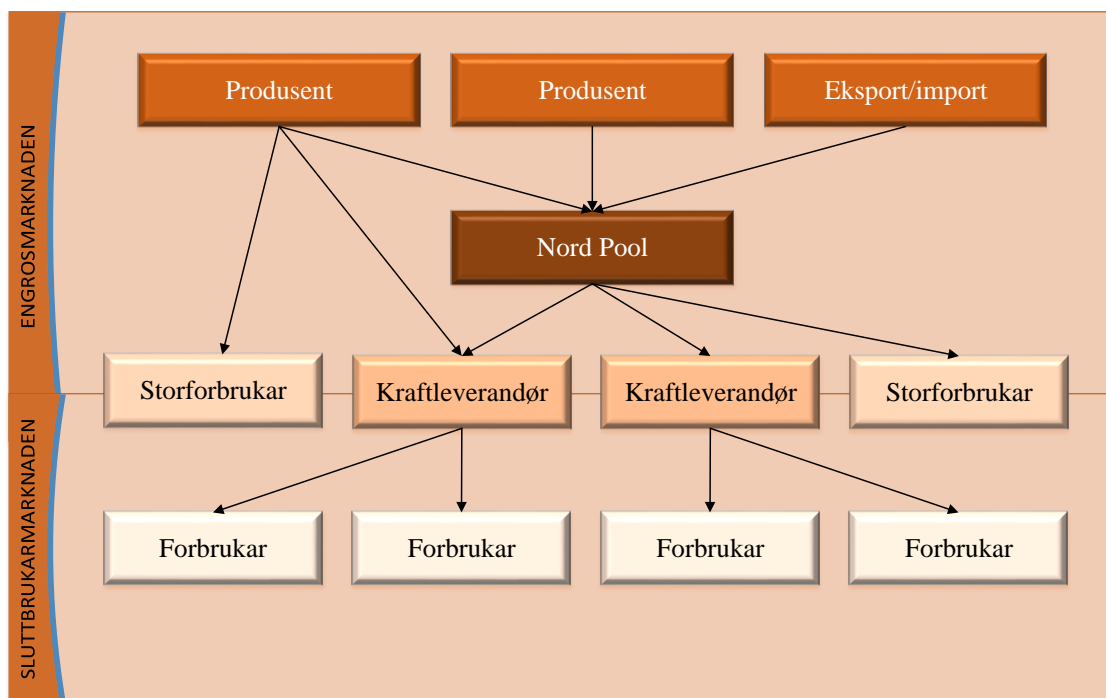 ENGROSMARKNADEN
Produsent
Produsent
Eksport/import
Nord Pool
Storforbrukar
Kraftleverandør
Kraftleverandør
Storforbrukar
SLUTTBRUKARMARKNADEN
Forbrukar
Forbrukar
Forbrukar
Forbrukar